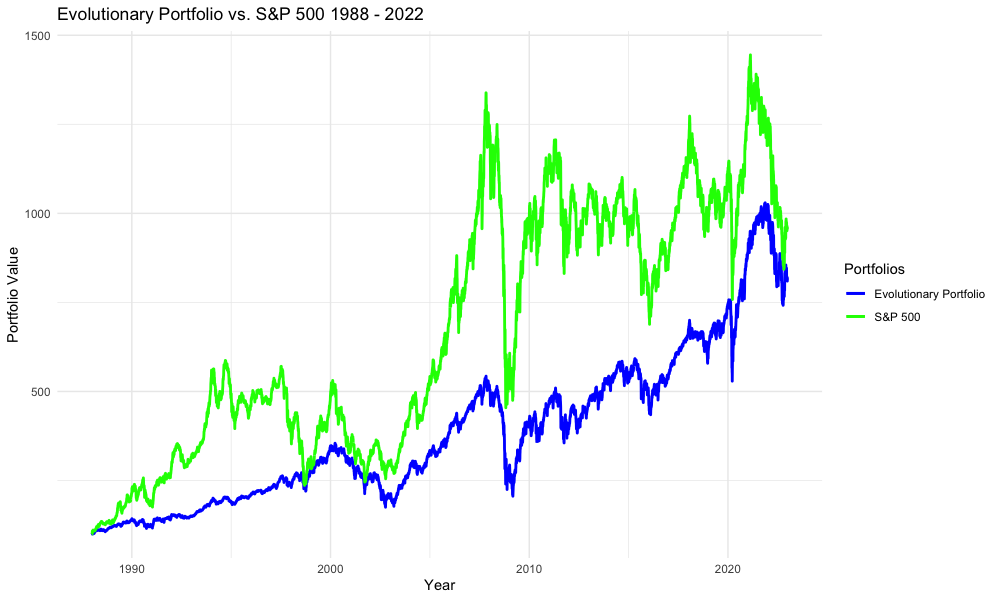 Evolutionary Portfolio vs. S&P 500 1988 - 2022
1500
1000
500
Portfolio Value
1990
2000
2010
2020
Year
Portfolios
Evolutionary Portfolio
S&P 500